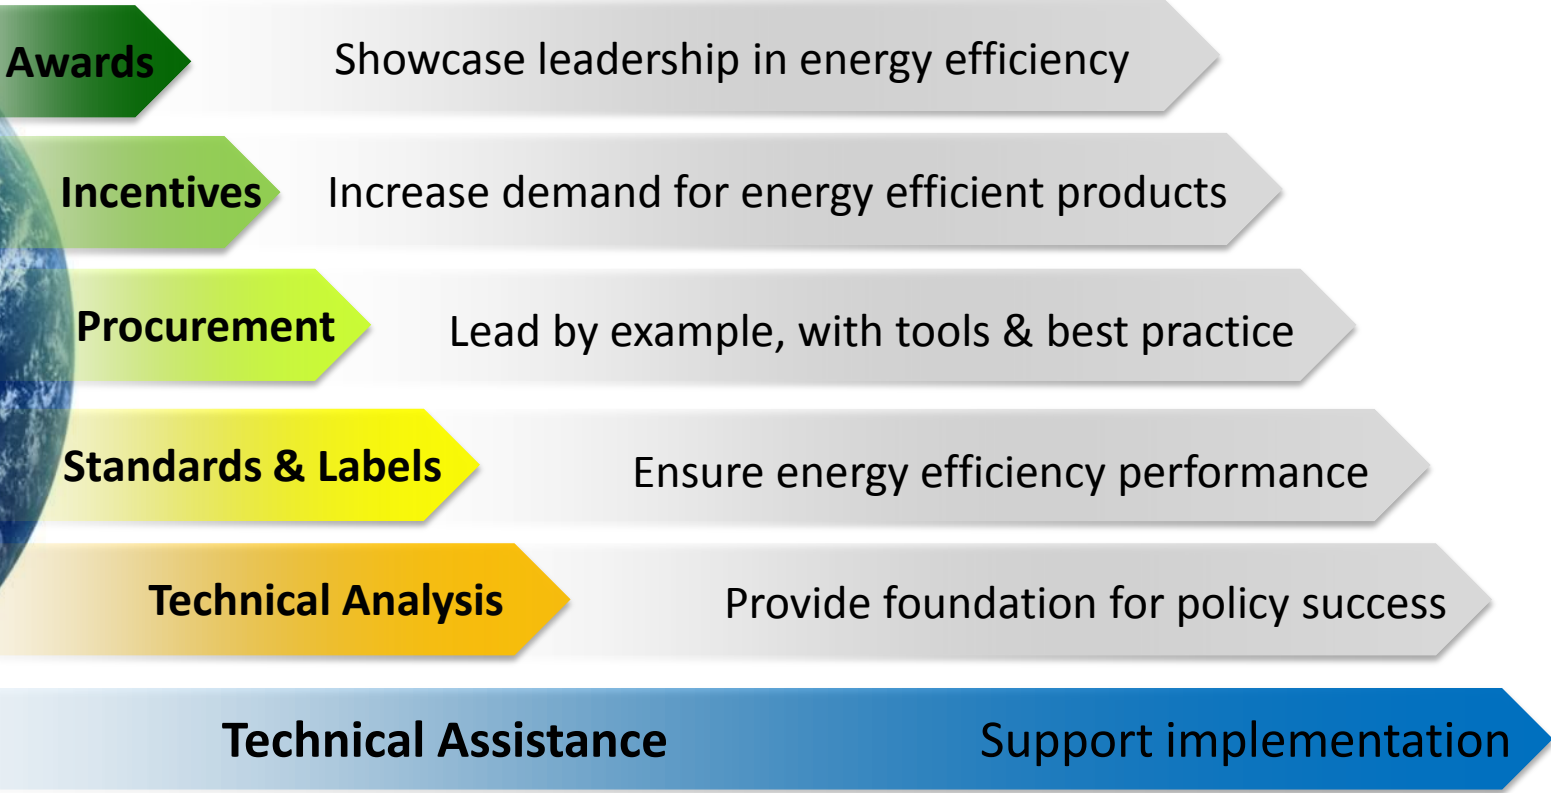 Awards Showcase leadership in energy efficiency
Incentives Increase demand for energy efficient products
Procurement Lead by example, with tools & best practice
Standards & Labels Ensure energy efficiency performance
Technical Analysis Provide foundation for policy success
Technical Assistance Support implementation